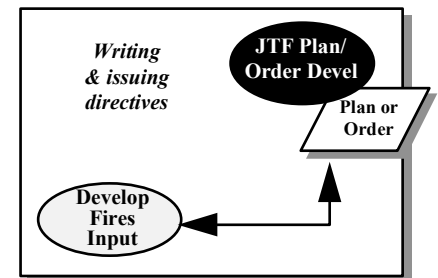 Writing
& issuing
directives
JTF Plan/
Order Devel
Plan or
Order
Develop
Fires
Input